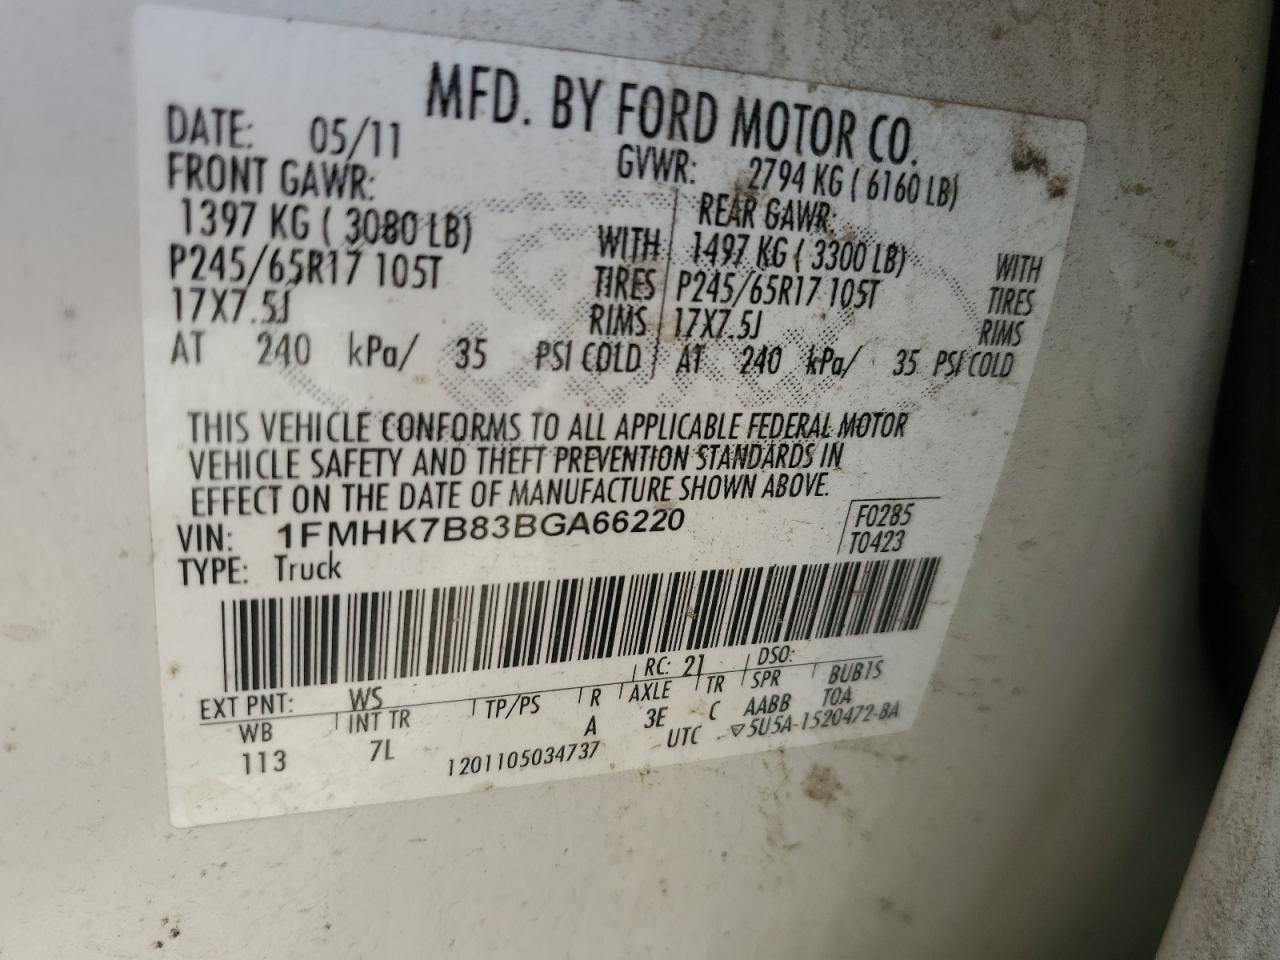 MFD. BY FORD MOTOR CO.
DATE: 05/11 GVWR: 2794 KG ( 6160 LB)
FRONT GAWR: REAR GAWR:
1397 KG ( 3080 LB) WITH 1497 KG ( 3300 LB) WITH
P245/65R17 105T TIRES P245/65R17 105T TIRES
17X7.5J RIMS 17X7.5J RIMS
AT 240 kPa/ 35 PSI COLD AT 240 kPa/ 35 PSI COLD
THIS VEHICLE CONFORMS TO ALL APPLICABLE FEDERAL MOTOR
VEHICLE SAFETY AND THEFT PREVENTION STANDARDS IN
EFFECT ON THE DATE OF MANUFACTURE SHOWN ABOVE.
VIN: 1FMHK7B83BGA66220 F0285
TYPE: Truck T0423
EXT PNT: WS RC: 21 DSO:
WB INT TR TP/PS R AXLE TR SPR BUB15
113 7L A 3E C AABB TOA
1201105034737 UTC ▽5U5A-1520472-BA